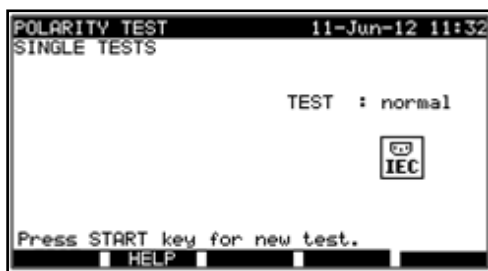 POLARITY TEST 11-Jun-12 11:32
SINGLE TESTS
TEST : normal
IEC
Press START key for new test.
HELP